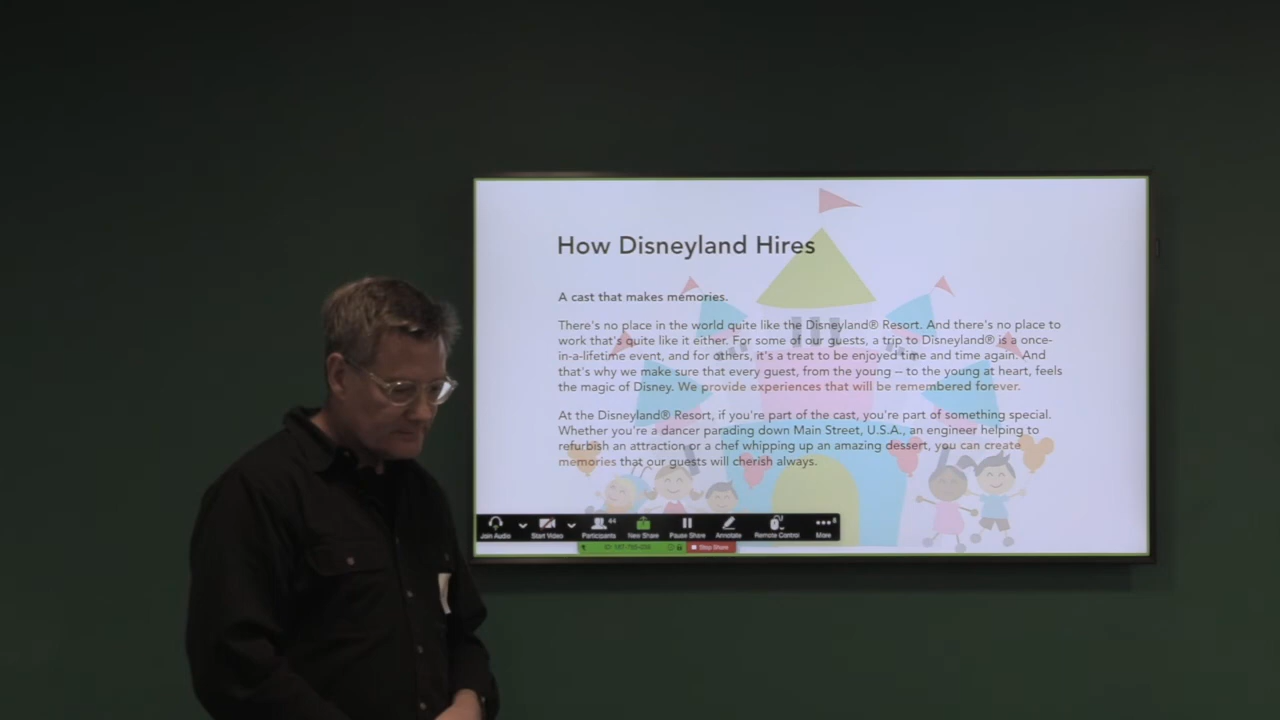 How Disneyland Hires
A cast that makes memories.
There's no place in the world quite like the Disneyland® Resort. And there's no place to
work that's quite like it either. For some of our guests, a trip to Disneyland® is a once-
in-a-lifetime event, and for others, it's a treat to be enjoyed time and time again. And
that's why we make sure that every guest, from the young – to the young at heart, feels
the magic of Disney. We provide experiences that will be remembered forever.
At the Disneyland® Resort, if you're part of the cast, you're part of something special.
Whether you're a dancer parading down Main Street, U.S.A., an engineer helping to
refurbish an attraction or a chef whipping up an amazing dessert, you can create
memories that our guests will cherish always.
Join Audio Start Video Participants 44 New Share Pause Share Annotate Remote Control More
Stop Share